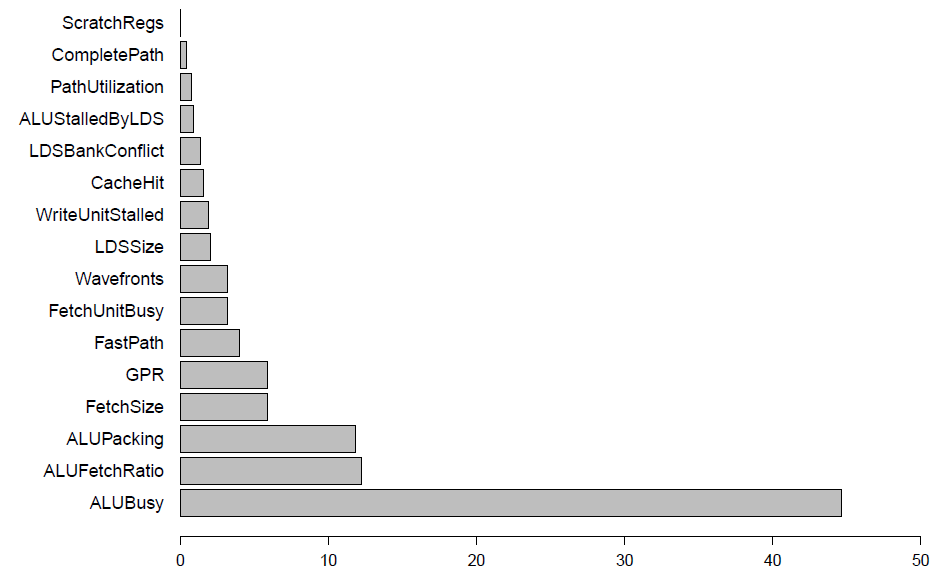 ScratchRegs
CompletePath
PathUtilization
ALUStalledByLDS
LDSBankConflict
CacheHit
WriteUnitStalled
LDSSize
Wavefronts
FetchUnitBusy
FastPath
GPR
FetchSize
ALUPacking
ALUFetchRatio
ALUBusy
0 10 20 30 40 50